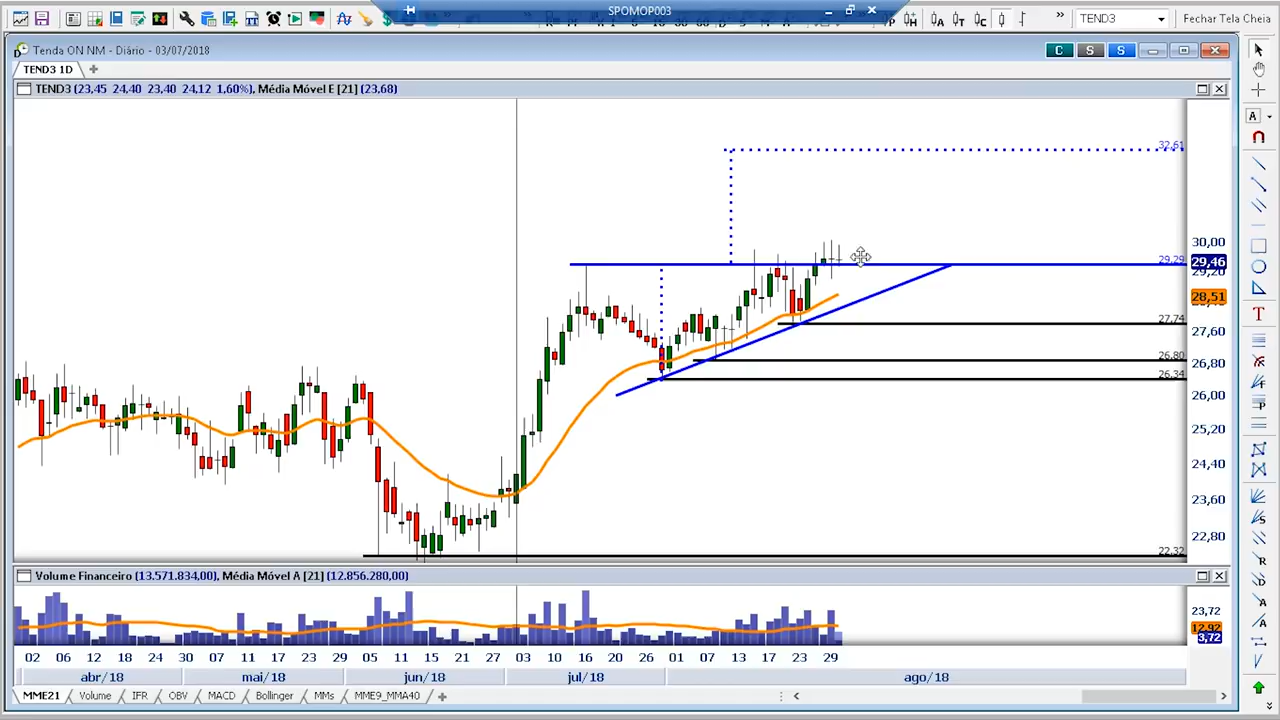 SPOMOP003
TEND3
Fechar Tela Cheia
Tenda ON NM - Diário - 03/07/2018
C S S
TEND3 1D
TEND3 (23,45 24,40 23,40 24,12 1,60%), Média Móvel E [21] (23,68)
32,61
30,00
29,29
29,46
29,20
28,51
27,74
27,60
26,80
26,80
26,34
26,00
25,20
24,40
23,60
22,80
22,32
Volume Financeiro (13.571.834,00), Média Móvel A [21] (12.856.280,00)
23,72
12,92
3,72
02 06 12 18 24 30 07 11 17 23 29 05 11 15 21 27 03 10 16 20 26 01 07 13 17 23 29
abr/18 mai/18 jun/18 jul/18 ago/18
MME21 Volume IFR OBV MACD Bollinger MMs MME9_MMA40